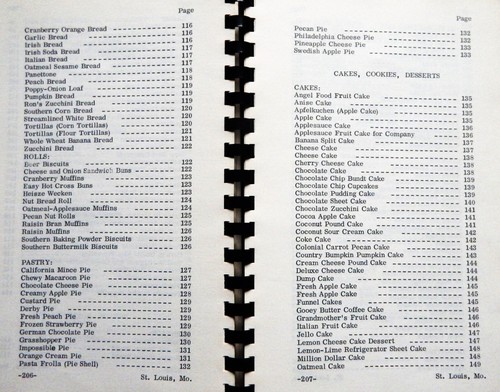 Page
Cranberry Orange Bread ---------------- 116
Garlic Bread ---------------- 116
Irish Bread ---------------- 117
Irish Soda Bread ---------------- 117
Italian Bread ---------------- 117
Oatmeal Sesame Bread ---------------- 118
Panettone ---------------- 118
Peach Bread ---------------- 118
Poppy-Onion Loaf ---------------- 119
Pumpkin Bread ---------------- 119
Ron's Zucchini Bread ---------------- 119
Southern Corn Bread ---------------- 120
Streamlined White Bread ---------------- 120
Tortillas (Corn Tortillas) ---------------- 120
Tortillas (Flour Tortillas) ---------------- 121
Whole Wheat Banana Bread ---------------- 121
Zucchini Bread ---------------- 122
ROLLS:
Beer Biscuits ---------------- 122
Cheese and Onion Sandwich Buns ---------------- 122
Cranberry Muffins ---------------- 123
Easy Hot Cross Buns ---------------- 123
Heisse Wecken ---------------- 123
Nut Bread Roll ---------------- 124
Oatmeal-Applesauce Muffins ---------------- 124
Pecan Nut Rolls ---------------- 125
Raisin Bran Muffins ---------------- 125
Raisin Muffins ---------------- 126
Southern Baking Powder Biscuits ---------------- 126
Southern Buttermilk Biscuits ---------------- 126
PASTRY:
California Mince Pie ---------------- 127
Chewy Macaroon Pie ---------------- 127
Chocolate Cheese Pie ---------------- 127
Creamy Apple Pie ---------------- 128
Custard Pie ---------------- 129
Derby Pie ---------------- 129
Fresh Peach Pie ---------------- 129
Frozen Strawberry Pie ---------------- 129
German Chocolate Pie ---------------- 130
Grasshopper Pie ---------------- 130
Impossible Pie ---------------- 131
Orange Cream Pie ---------------- 131
Pasta Frolla (Pie Shell) ---------------- 132
-206- St. Louis, Mo.
Page
Pecan Pie ---------------- 132
Philadelphia Cheese Pie ---------------- 132
Pineapple Cheese Pie ---------------- 133
Swedish Apple Pie ---------------- 133
CAKES, COOKIES, DESSERTS
CAKES:
Angel Food Fruit Cake ---------------- 135
Anise Cake ---------------- 135
Apfelkuchen (Apple Cake) ---------------- 135
Apple Cake ---------------- 135
Applesauce Cake ---------------- 136
Applesauce Fruit Cake for Company ---------------- 136
Banana Split Cake ---------------- 137
Cheese Cake ---------------- 137
Cheese Cake ---------------- 138
Cherry Cheese Cake ---------------- 138
Chocolate Cake ---------------- 138
Chocolate Chip Bundt Cake ---------------- 139
Chocolate Chip Cupcakes ---------------- 139
Chocolate Pudding Cake ---------------- 139
Chocolate Sheet Cake ---------------- 140
Chocolate Zucchini Cake ---------------- 141
Cocoa Apple Cake ---------------- 141
Coconut Pound Cake ---------------- 141
Coconut Sour Cream Cake ---------------- 142
Coke Cake ---------------- 142
Colonial Carrot Pecan Cake ---------------- 142
Country Bumpkin Pumpkin Cake ---------------- 143
Cream Cheese Pound Cake ---------------- 144
Deluxe Cheese Cake ---------------- 144
Dump Cake ---------------- 144
Fresh Apple Cake ---------------- 145
Fresh Apple Cake ---------------- 145
Funnel Cakes ---------------- 145
Gooey Butter Coffee Cake ---------------- 146
Grandmother's Fruit Cake ---------------- 146
Italian Fruit Cake ---------------- 146
Jello Cake ---------------- 147
Lemon Cheese Cake Dessert ---------------- 147
Lemon-Lime Refrigerator Sheet Cake ---------------- 148
Million Dollar Cake ---------------- 148
Oatmeal Cake ---------------- 149
-207- St. Louis, Mo.